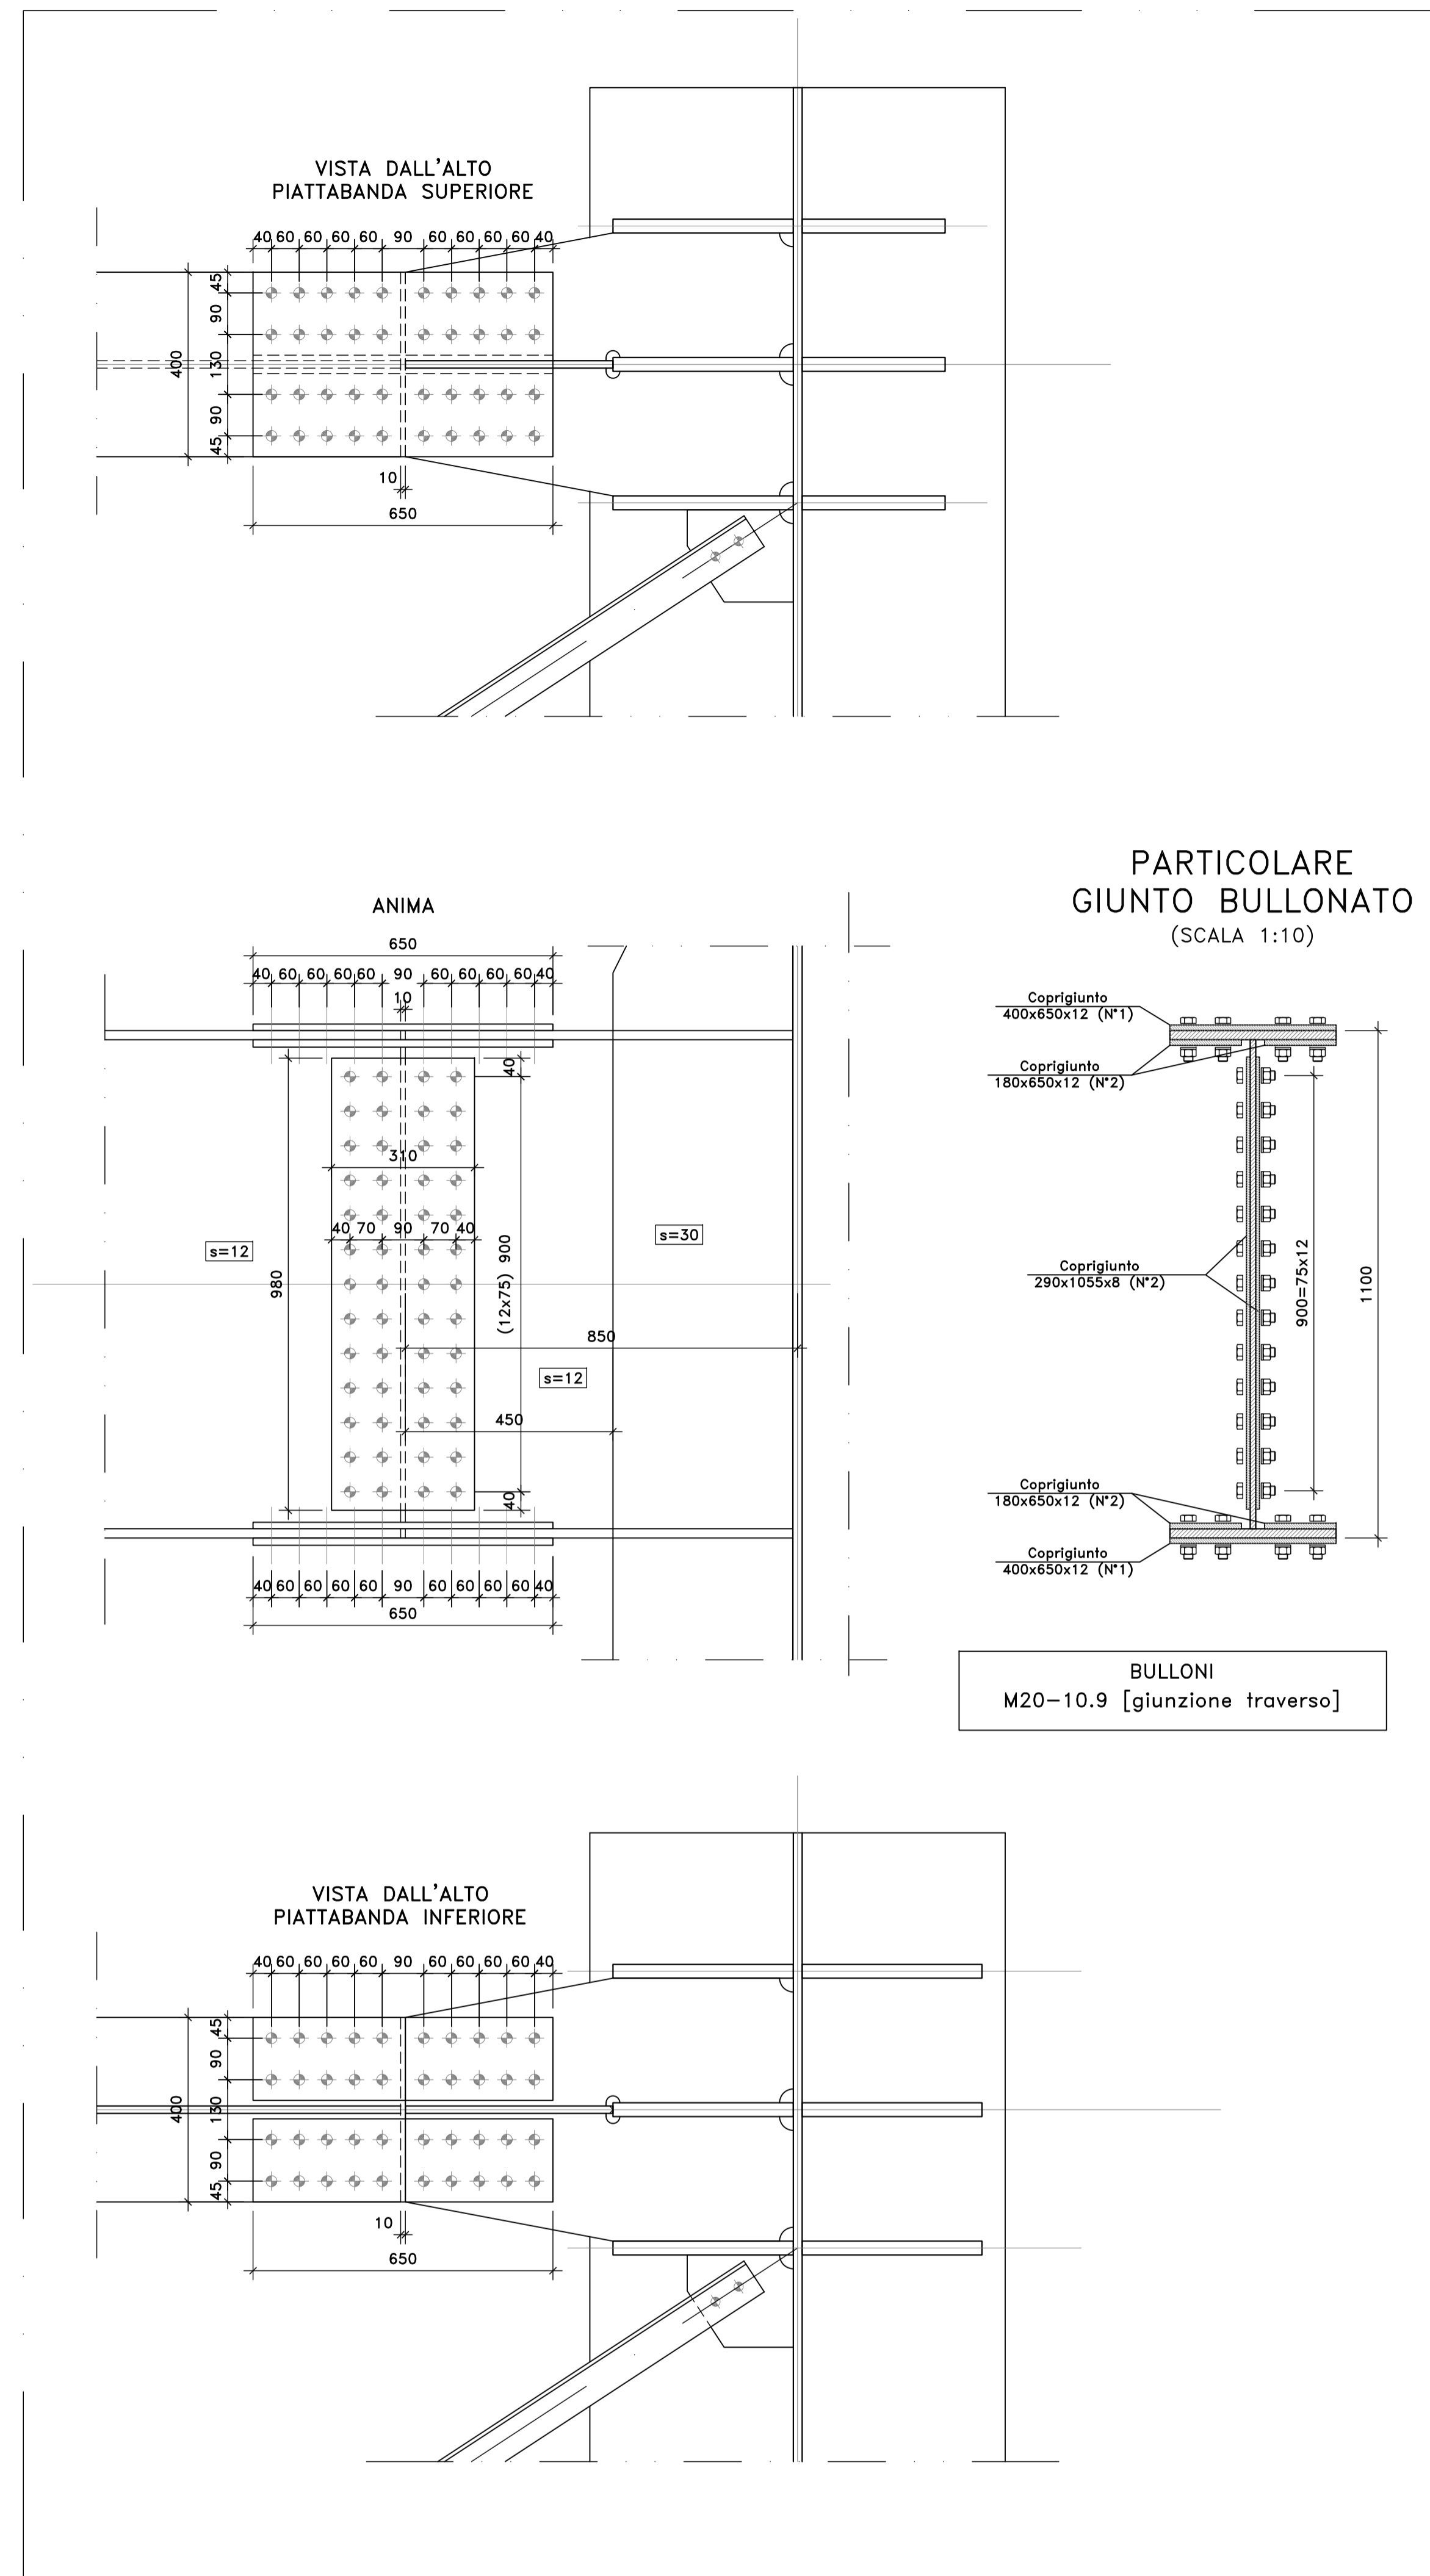 VISTA DALL'ALTO
PIATTABANDA SUPERIORE
40 60 60 60 60 90 60 60 60 60 40
45
90
130
90
45
400
10
650
ANIMA
650
40 60 60 60 60 90 60 60 60 60 40
10
40
310
40 70 90 70 40
s=12
s=30
980
(12x75) 900
850
s=12
450
40
40 60 60 60 60 90 60 60 60 60 40
650
PARTICOLARE
GIUNTO BULLONATO
(SCALA 1:10)
Coprigiunto
400x650x12 (N°1)
Coprigiunto
180x650x12 (N°2)
Coprigiunto
290x1055x8 (N°2)
900=75x12
1100
Coprigiunto
180x650x12 (N°2)
Coprigiunto
400x650x12 (N°1)
BULLONI
M20-10.9 [giunzione traverso]
VISTA DALL'ALTO
PIATTABANDA INFERIORE
40 60 60 60 60 90 60 60 60 60 40
45
90
130
90
45
400
10
650